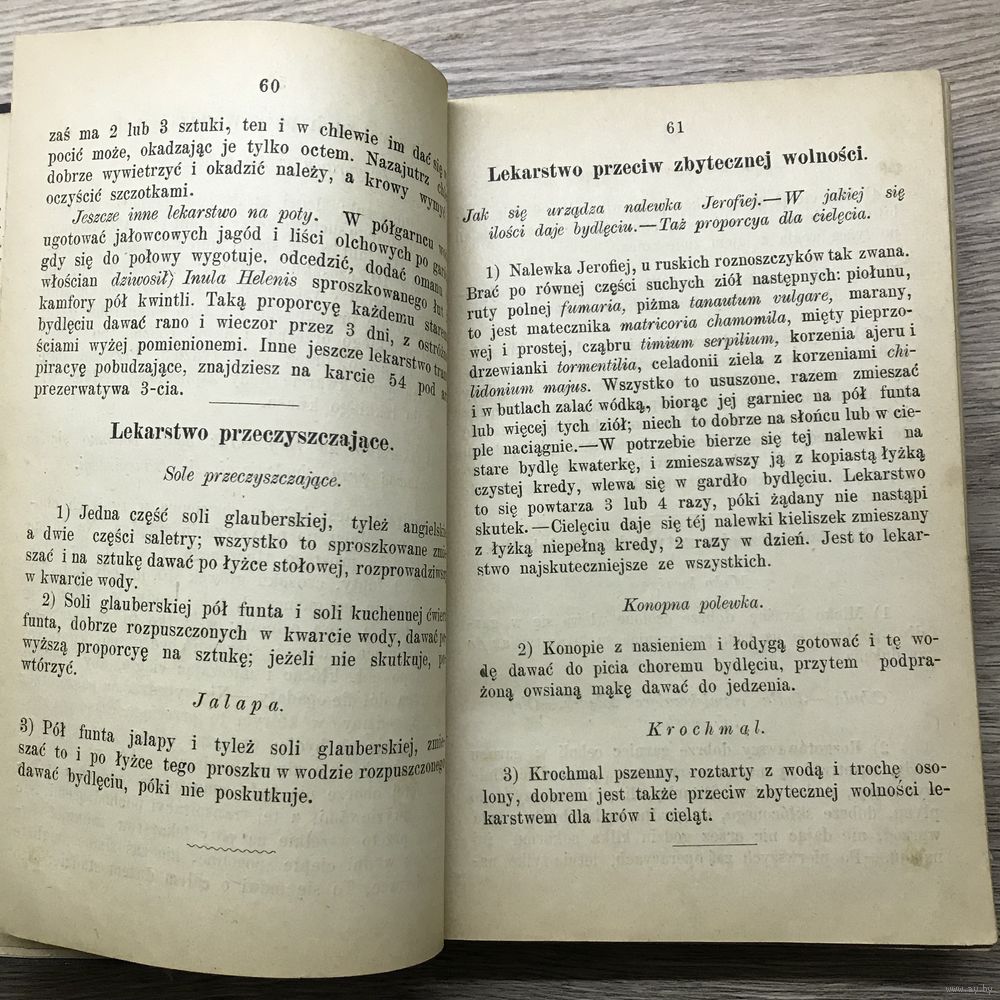 60
zaś ma 2 lub 3 sztuki, ten i w chlewie im dać się
pocić może, okadzając je tylko octem. Nazajutrz
dobrze wywietrzyć i okadzić należy, a krowy
oczyścić szczotkami.
Jeszcze inne lekarstwo na poty. W półgarncu
ugotować jałowcowych jagód i liści olchowych po
gdy się do połowy wygotuje. odcedzić, dodać omanu
włościan dziwosił) Inula Helenis sproszkowanego łut
kamfory pół kwintli. Taką proporcyę każdemu
bydlęciu dawać rano i wieczor przez 3 dni, z
ściami wyżej pomienionemi. Inne jeszcze lekarstwo
piracyę pobudzające, znajdziesz na karcie 54 pod
prezerwatywa 3-cia.
Lekarstwo przeczyszczające.
Sole przeczyszczające.
1) Jedna część soli glauberskiej, tyleż
a dwie części saletry; wszystko to sproszkowane
szać i na sztukę dawać po łyżce stołowej,
w kwarcie wody.
2) Soli glauberskiej pół funta i soli kuchennej
funta, dobrze rozpuszczonych w kwarcie wody, dawać
wyższą proporcyę na sztukę; jeżeli nie skutkuje,
wtórzyć.
Jalapa.
3) Pół funta jalapy i tyleż soli glauberskiej, zmie-
szać to i po łyżce tego proszku w wodzie rozpuszczonego
dawać bydlęciu, póki nie poskutkuje.
61
Lekarstwo przeciw zbytecznej wolności.
Jak się urządza nalewka Jerofiej.—W jakiej się
ilości daje bydlęciu.—Taż proporcya dla cielęcia.
1) Nalewka Jerofiej, u ruskich roznoszczyków tak zwana.
Brać po równej części suchych ziół następnych: piołunu,
ruty polnej fumaria, piżma tanautum vulgare, marany,
to jest matecznika matricoria chamomila, mięty pieprzo-
wej i prostej, cząbru timium serpilium, korzenia ajeru i
drzewianki tormentilia, celadonii ziela z korzeniami chi-
lidonium majus. Wszystko to ususzone. razem zmieszać
i w butlach zalać wódką, biorąc jej garniec na pół funta
lub więcej tych ziół; niech to dobrze na słońcu lub w cie-
ple naciągnie.—W potrzebie bierze się tej nalewki na
stare bydlę kwaterkę, i zmieszawszy ją z kopiastą łyżką
czystej kredy, wlewa się w gardło bydlęciu. Lekarstwo
to się powtarza 3 lub 4 razy, póki żądany nie nastąpi
skutek.—Cielęciu daje się téj nalewki kieliszek zmieszany
z łyżką niepełną kredy, 2 razy w dzień. Jest to lekar-
stwo najskuteczniejsze ze wszystkich.
Konopna polewka.
2) Konopie z nasieniem i łodygą gotować i tę wo-
dę dawać do picia choremu bydlęciu, przytem podpra-
żoną owsianą mąkę dawać do jedzenia.
Krochmal.
3) Krochmal pszenny, roztarty z wodą i trochę oso-
lony, dobrem jest także przeciw zbytecznej wolności le-
karstwem dla krów i cieląt.
www.ay.by